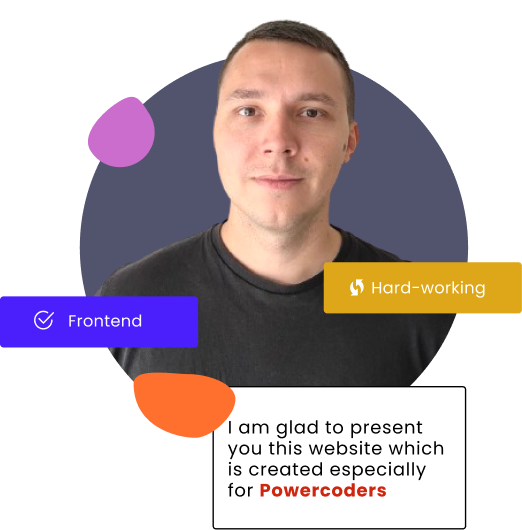 Hard-working
Frontend
I am glad to present
you this website which
is created especially
for Powercoders